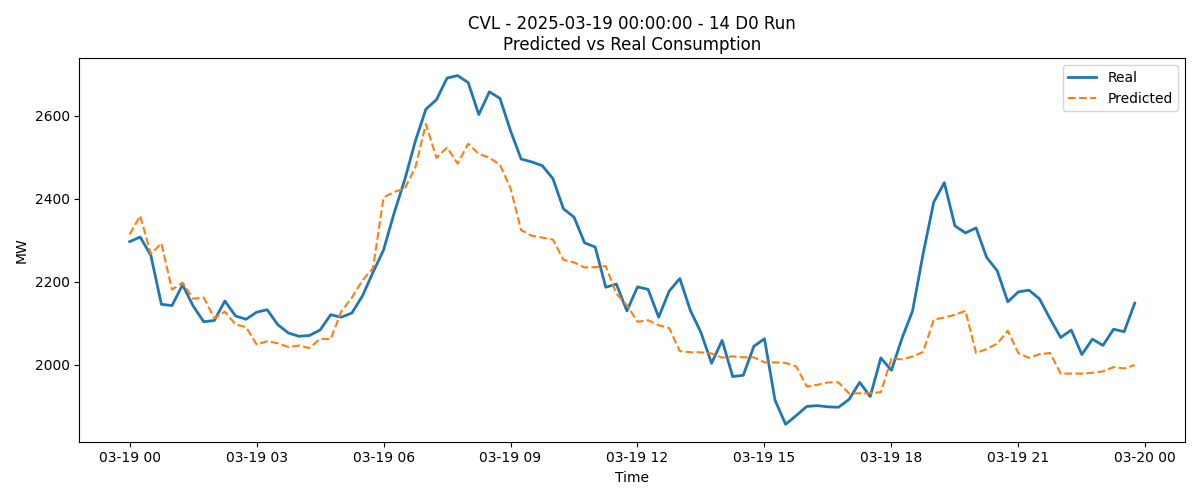 CVL - 2025-03-19 00:00:00 - 14 D0 Run
Predicted vs Real Consumption
Real
Predicted
MW
2600
2400
2200
2000
03-19 00
03-19 03
03-19 06
03-19 09
03-19 12
03-19 15
03-19 18
03-19 21
03-20 00
Time